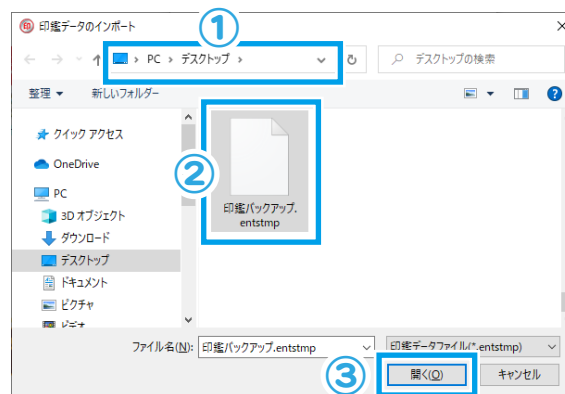 印 印鑑データのインポート
①
PC › デスクトップ ›
デスクトップの検索
整理 新しいフォルダー
クイック アクセス
OneDrive
PC
3D オブジェクト
ダウンロード
デスクトップ
ドキュメント
ピクチャ
ビデオ
②
印鑑バックアップ.
entstmp
ファイル名(N): 印鑑バックアップ.entstmp
印鑑データファイル(*.entstmp)
③
開く(O) キャンセル